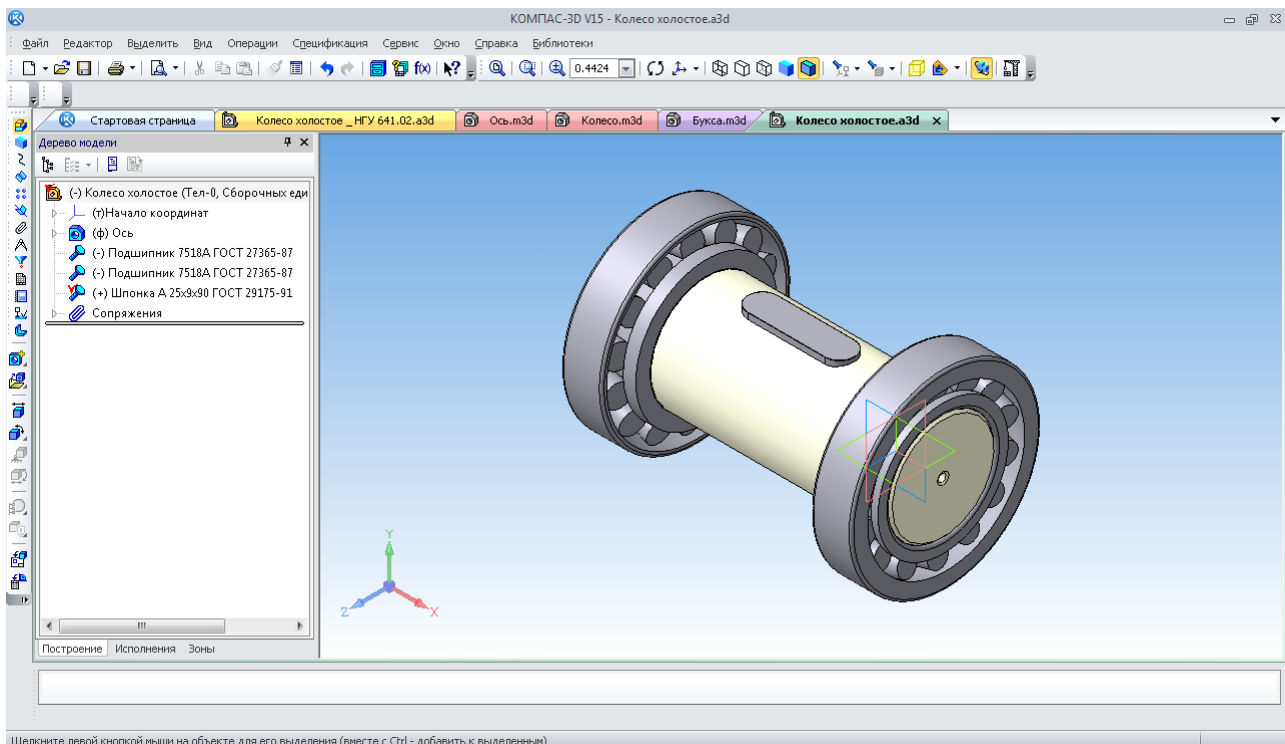 КОМПАС-3D V15 - Колесо холостое.a3d
Файл Редактор Выделить Вид Операции Спецификация Сервис Окно Справка Библиотеки
0.4424
Стартовая страница Колесо холостое _ НГУ 641.02.a3d Ось.m3d Колесо.m3d Букса.m3d Колесо холостое.a3d
Дерево модели
(-) Колесо холостое (Тел-0, Сборочных еди
(т)Начало координат
(ф) Ось
(-) Подшипник 7518А ГОСТ 27365-87
(-) Подшипник 7518А ГОСТ 27365-87
(+) Шпонка А 25х9х90 ГОСТ 29175-91
Сопряжения
Y
Z
X
Построение Исполнения Зоны
Щелкните левой кнопкой мыши на объекте для его выделения (вместе с Ctrl - добавить к выделенным)